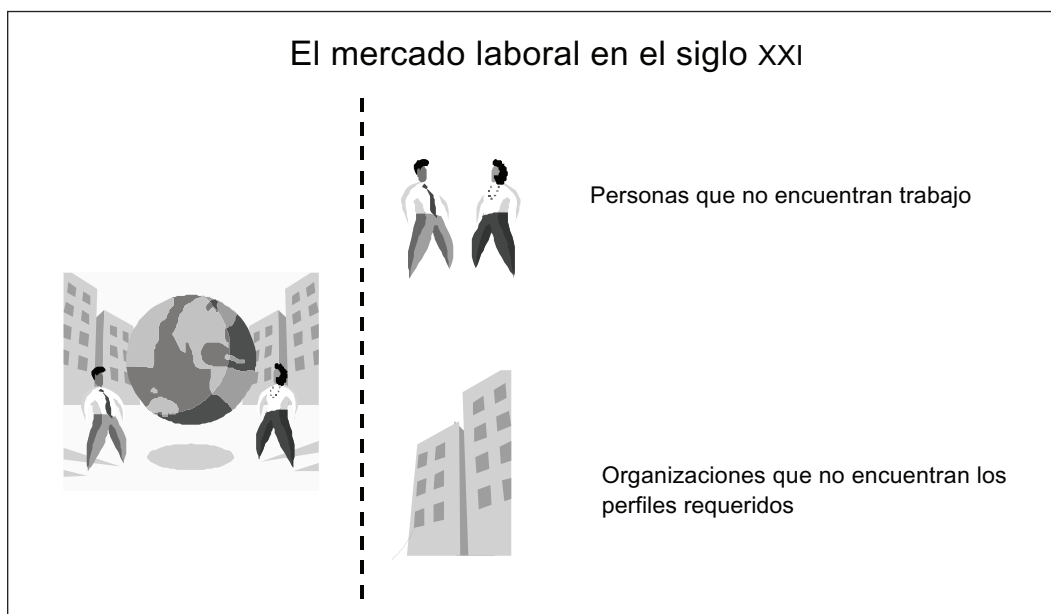 El mercado laboral en el siglo XXI
Personas que no encuentran trabajo
Organizaciones que no encuentran los
perfiles requeridos